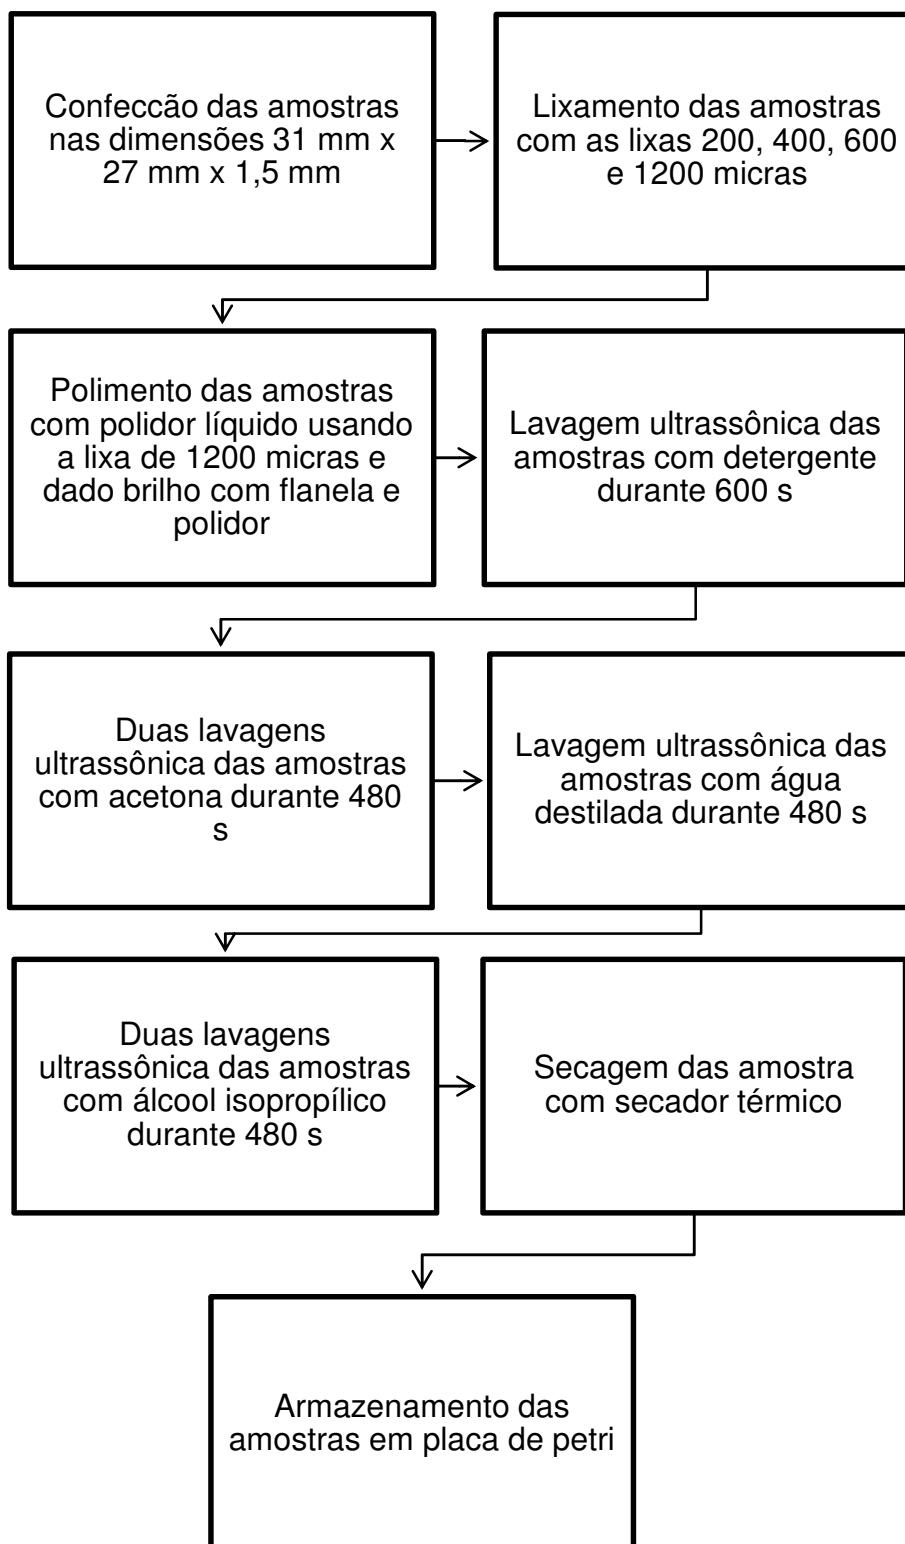 Confeccão das amostras
nas dimensões 31 mm x
27 mm x 1,5 mm
Lixamento das amostras
com as lixas 200, 400, 600
e 1200 micras
Polimento das amostras
com polidor líquido usando
a lixa de 1200 micras e
dado brilho com flanela e
polidor
Lavagem ultrassônica das
amostras com detergente
durante 600 s
Duas lavagens
ultrassônica das amostras
com acetona durante 480
s
Lavagem ultrassônica das
amostras com água
destilada durante 480 s
Duas lavagens
ultrassônica das amostras
com álcool isopropílico
durante 480 s
Secagem das amostra
com secador térmico
Armazenamento das
amostras em placa de petri